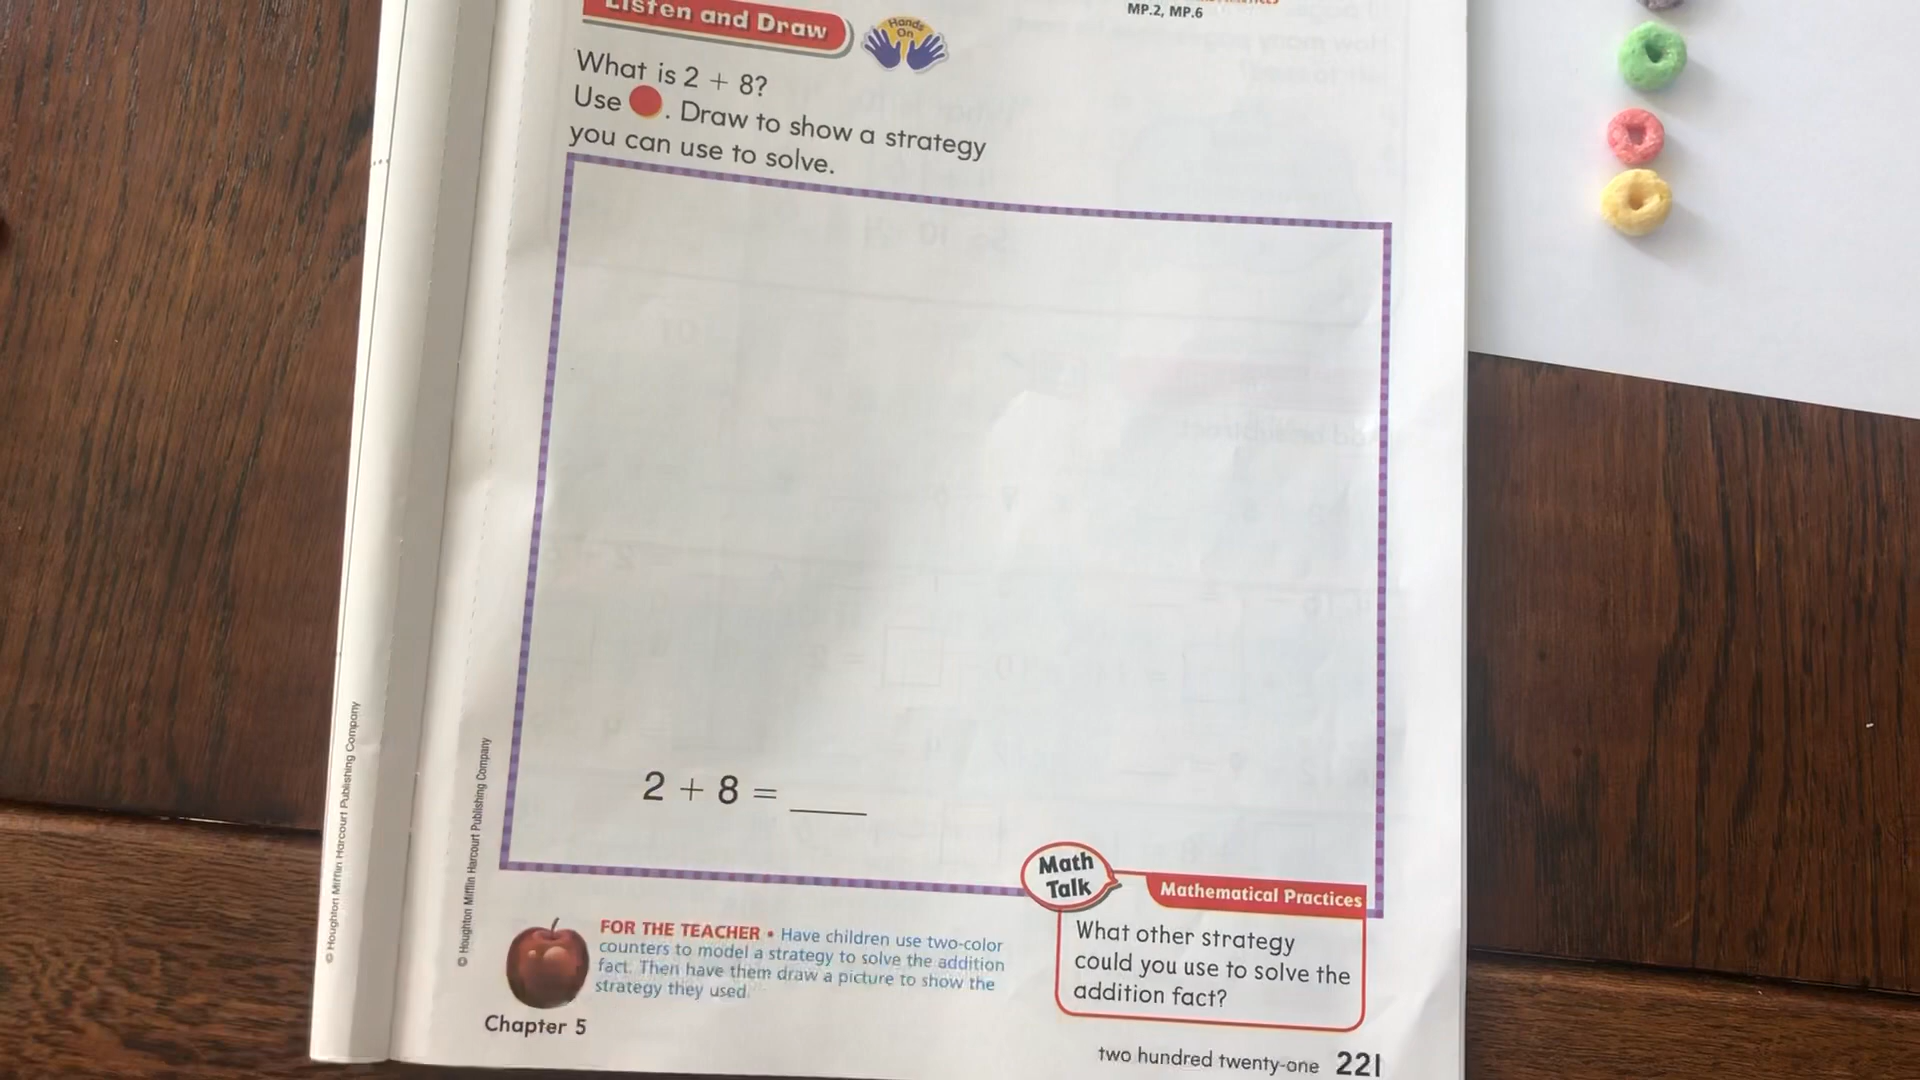 Listen and Draw
Hands
On
MP.2, MP.6
What is 2 + 8?
Use . Draw to show a strategy
you can use to solve.
2 + 8 = ___
Math
Talk
Mathematical Practices
What other strategy
could you use to solve the
addition fact?
FOR THE TEACHER • Have children use two-color
counters to model a strategy to solve the addition
fact. Then have them draw a picture to show the
strategy they used.
Chapter 5
two hundred twenty-one 221
© Houghton Mifflin Harcourt Publishing Company
© Houghton Mifflin Harcourt Publishing Company